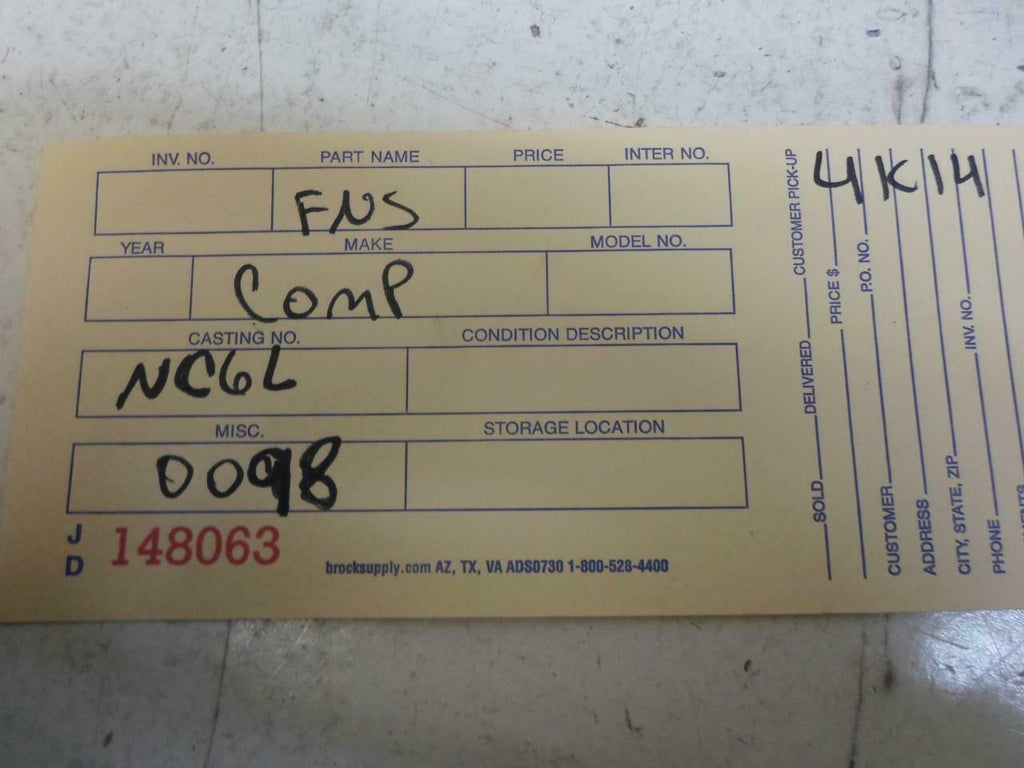 INV. NO. PART NAME PRICE INTER NO.
FNS
YEAR MAKE MODEL NO.
COMP
CASTING NO. CONDITION DESCRIPTION
NC6L
MISC. STORAGE LOCATION
0098
J D 148063
brocksupply.com AZ, TX, VA ADS0730 1-800-528-4400
4K14
SOLD DELIVERED CUSTOMER PICK-UP
PRICE $
P.O. NO.
CUSTOMER
ADDRESS
CITY, STATE, ZIP INV. NO.
PHONE